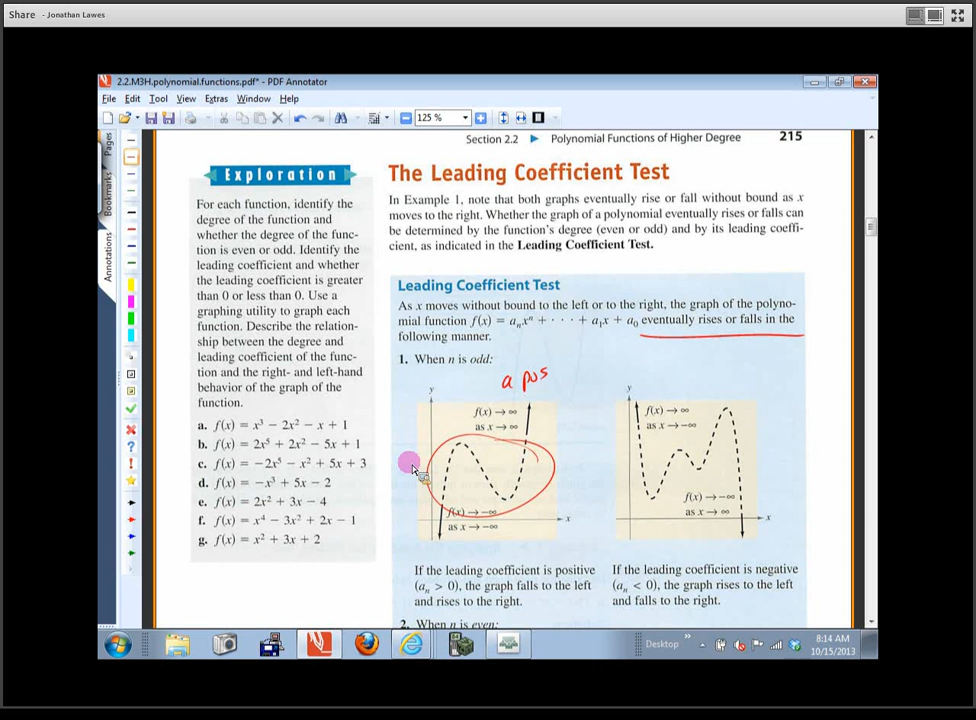 Share - Jonathan Lawes
2.2.M3H.polynomial.functions.pdf* - PDF Annotator
File Edit Tool View Extras Window Help
125 %
Pages
Bookmarks
Annotations
Section 2.2 ▶ Polynomial Functions of Higher Degree 215
Exploration
For each function, identify the
degree of the function and
whether the degree of the func-
tion is even or odd. Identify the
leading coefficient and whether
the leading coefficient is greater
than 0 or less than 0. Use a
graphing utility to graph each
function. Describe the relation-
ship between the degree and
leading coefficient of the func-
tion and the right- and left-hand
behavior of the graph of the
function.
a. f(x) = x³ − 2x² − x + 1
b. f(x) = 2x⁵ + 2x² − 5x + 1
c. f(x) = −2x⁵ − x² + 5x + 3
d. f(x) = −x³ + 5x − 2
e. f(x) = 2x² + 3x − 4
f. f(x) = x⁴ − 3x² + 2x − 1
g. f(x) = x² + 3x + 2
The Leading Coefficient Test
In Example 1, note that both graphs eventually rise or fall without bound as x
moves to the right. Whether the graph of a polynomial eventually rises or falls can
be determined by the function's degree (even or odd) and by its leading coeffi-
cient, as indicated in the Leading Coefficient Test.
Leading Coefficient Test
As x moves without bound to the left or to the right, the graph of the polyno-
mial function f(x) = aₙxⁿ + · · · + a₁x + a₀ eventually rises or falls in the
following manner.
1. When n is odd:
a pos
y
f(x) → ∞
as x → ∞
f(x) → −∞
as x → −∞
x
y
f(x) → ∞
as x → −∞
f(x) → −∞
as x → ∞
x
If the leading coefficient is positive
(aₙ > 0), the graph falls to the left
and rises to the right.
If the leading coefficient is negative
(aₙ < 0), the graph rises to the left
and falls to the right.
2. When n is even:
Desktop
8:14 AM
10/15/2013